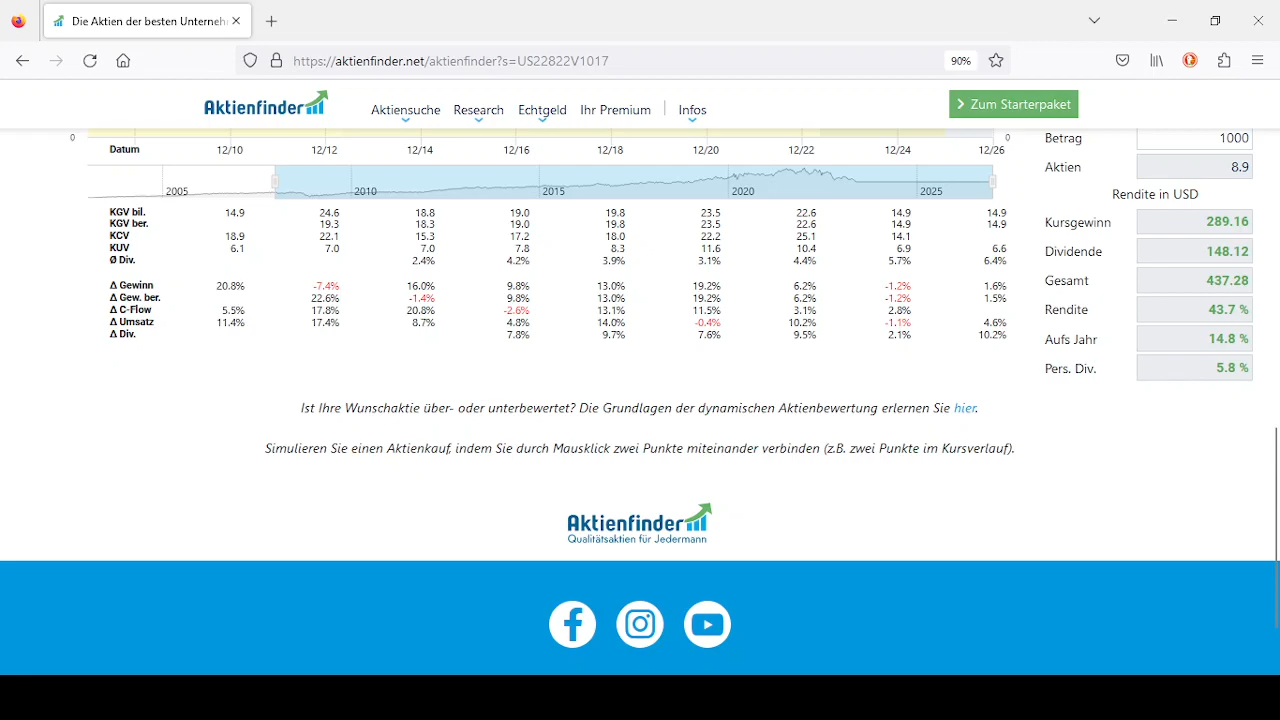 Die Aktien der besten Unterneh
https://aktienfinder.net/aktienfinder?s=US22822V1017
90%
Aktienfinder
Aktiensuche Research Echtgeld Ihr Premium Infos
Zum Starterpaket
0 0
Datum 12/10 12/12 12/14 12/16 12/18 12/20 12/22 12/24 12/26
2005 2010 2015 2020 2025
KGV bil. 14.9 24.6 18.8 19.0 19.8 23.5 22.6 14.9 14.9
KGV ber. 19.3 18.3 19.0 19.8 23.5 22.6 14.9 14.9
KCV 18.9 22.1 15.3 17.2 18.0 22.2 25.1 14.1
KUV 6.1 7.0 7.0 7.8 8.3 11.6 10.4 6.9 6.6
Ø Div. 2.4% 4.2% 3.9% 3.1% 4.4% 5.7% 6.4%
Δ Gewinn 20.8% -7.4% 16.0% 9.8% 13.0% 19.2% 6.2% -1.2% 1.6%
Δ Gew. ber. 22.6% -1.4% 9.8% 13.0% 19.2% 6.2% -1.2% 1.5%
Δ C-Flow 5.5% 17.8% 20.8% -2.6% 13.1% 11.5% 3.1% 2.8%
Δ Umsatz 11.4% 17.4% 8.7% 4.8% 14.0% -0.4% 10.2% -1.1% 4.6%
Δ Div. 7.8% 9.7% 7.6% 9.5% 2.1% 10.2%
Betrag 1000
Aktien 8.9
Rendite in USD
Kursgewinn 289.16
Dividende 148.12
Gesamt 437.28
Rendite 43.7 %
Aufs Jahr 14.8 %
Pers. Div. 5.8 %
Ist Ihre Wunschaktie über- oder unterbewertet? Die Grundlagen der dynamischen Aktienbewertung erlernen Sie hier.
Simulieren Sie einen Aktienkauf, indem Sie durch Mausklick zwei Punkte miteinander verbinden (z.B. zwei Punkte im Kursverlauf).
Aktienfinder
Qualitätsaktien für Jedermann